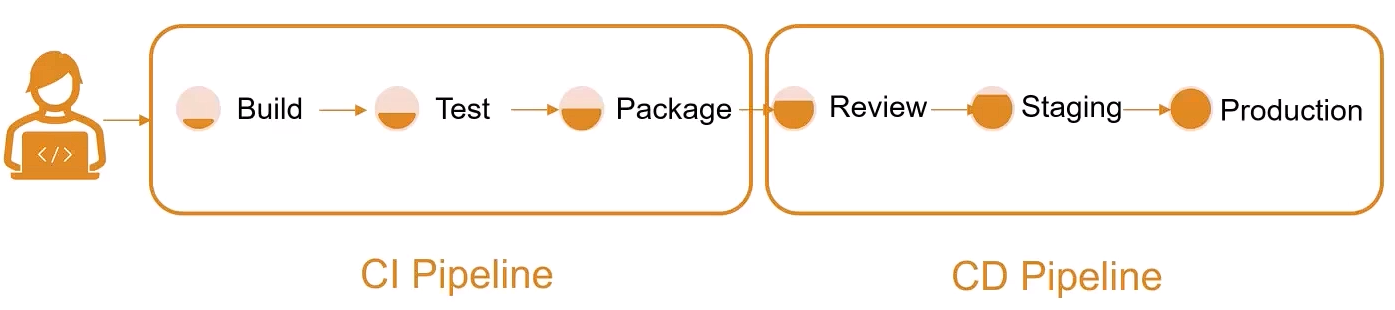 </>
Build
Test
Package
Review
Staging
Production
CI Pipeline
CD Pipeline